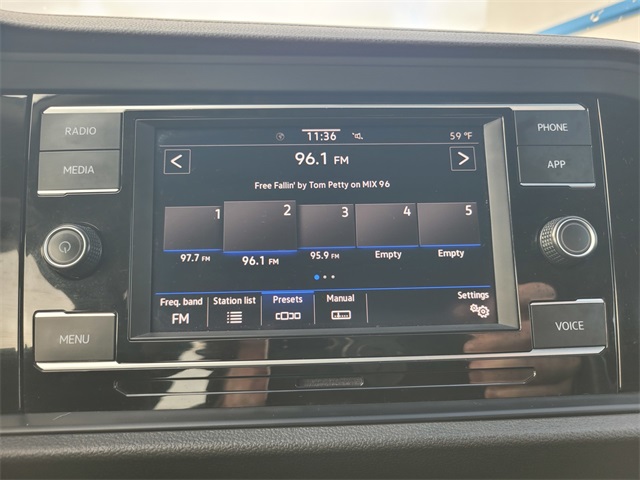 RADIO
MEDIA
MENU
11:36
59 °F
< 96.1 FM >
Free Fallin' by Tom Petty on MIX 96
1 2 3 4 5
97.7 FM 96.1 FM 95.9 FM Empty Empty
Freq. band Station list Presets Manual Settings
FM
PHONE
APP
VOICE